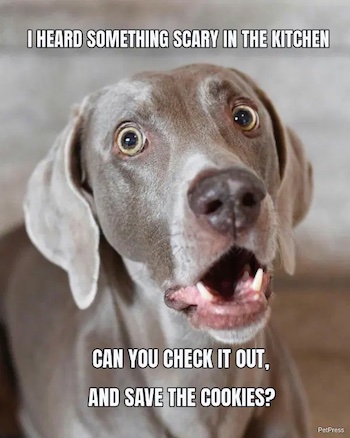 I HEARD SOMETHING SCARY IN THE KITCHEN
CAN YOU CHECK IT OUT,
AND SAVE THE COOKIES?
PetPress